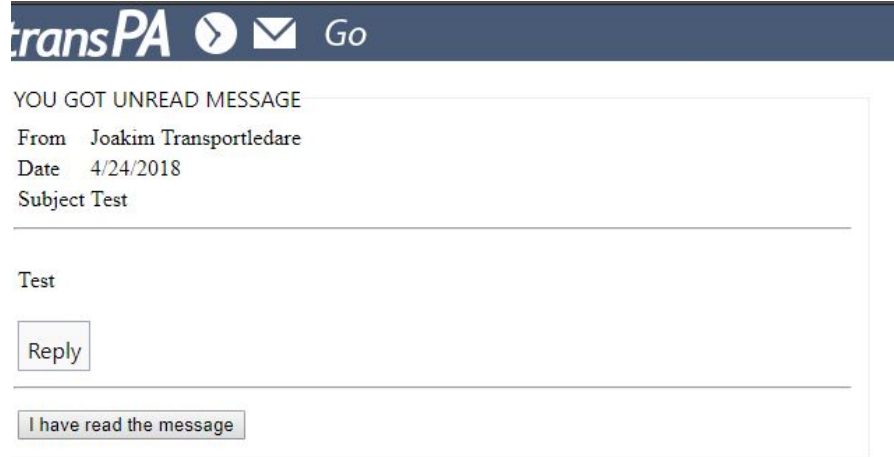 transPA Go
YOU GOT UNREAD MESSAGE
From Joakim Transportledare
Date 4/24/2018
Subject Test
Test
Reply
I have read the message